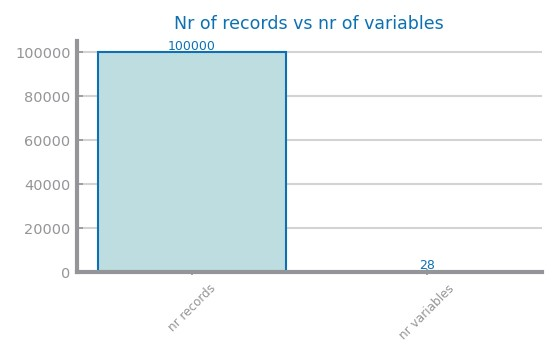 Nr of records vs nr of variables
100000
100000
80000
60000
40000
20000
0
28
nr records
nr variables